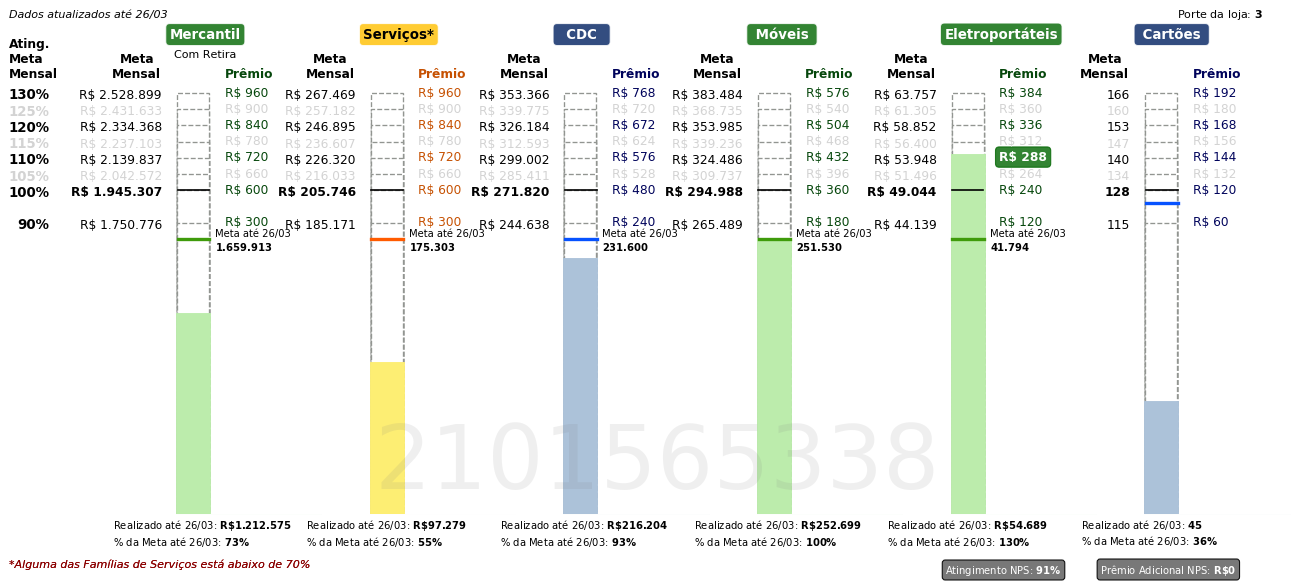 Dados atualizados até 26/03
Porte da loja: 3
Mercantil Serviços* CDC Móveis Eletroportáteis Cartões
Com Retira
Ating. Meta Mensal
Meta Mensal Prêmio Meta Mensal Prêmio Meta Mensal Prêmio Meta Mensal Prêmio Meta Mensal Prêmio Meta Mensal Prêmio
130% R$ 2.528.899 R$ 960 R$ 267.469 R$ 960 R$ 353.366 R$ 768 R$ 383.484 R$ 576 R$ 63.757 R$ 384 166 R$ 192
125% R$ 2.431.633 R$ 900 R$ 257.182 R$ 900 R$ 339.775 R$ 720 R$ 368.735 R$ 540 R$ 61.305 R$ 360 160 R$ 180
120% R$ 2.334.368 R$ 840 R$ 246.895 R$ 840 R$ 326.184 R$ 672 R$ 353.985 R$ 504 R$ 58.852 R$ 336 153 R$ 168
115% R$ 2.237.103 R$ 780 R$ 236.607 R$ 780 R$ 312.593 R$ 624 R$ 339.236 R$ 468 R$ 56.400 R$ 312 147 R$ 156
110% R$ 2.139.837 R$ 720 R$ 226.320 R$ 720 R$ 299.002 R$ 576 R$ 324.486 R$ 432 R$ 53.948 R$ 288 140 R$ 144
105% R$ 2.042.572 R$ 660 R$ 216.033 R$ 660 R$ 285.411 R$ 528 R$ 309.737 R$ 396 R$ 51.496 R$ 264 134 R$ 132
100% R$ 1.945.307 R$ 600 R$ 205.746 R$ 600 R$ 271.820 R$ 480 R$ 294.988 R$ 360 R$ 49.044 R$ 240 128 R$ 120
90% R$ 1.750.776 R$ 300 R$ 185.171 R$ 300 R$ 244.638 R$ 240 R$ 265.489 R$ 180 R$ 44.139 R$ 120 115 R$ 60
Meta até 26/03 Meta até 26/03 Meta até 26/03 Meta até 26/03 Meta até 26/03
1.659.913 175.303 231.600 251.530 41.794
2101565338
Realizado até 26/03: R$1.212.575 Realizado até 26/03: R$97.279 Realizado até 26/03: R$216.204 Realizado até 26/03: R$252.699 Realizado até 26/03: R$54.689 Realizado até 26/03: 45
% da Meta até 26/03: 73% % da Meta até 26/03: 55% % da Meta até 26/03: 93% % da Meta até 26/03: 100% % da Meta até 26/03: 130% % da Meta até 26/03: 36%
*Alguma das Famílias de Serviços está abaixo de 70%
Atingimento NPS: 91% Prêmio Adicional NPS: R$0